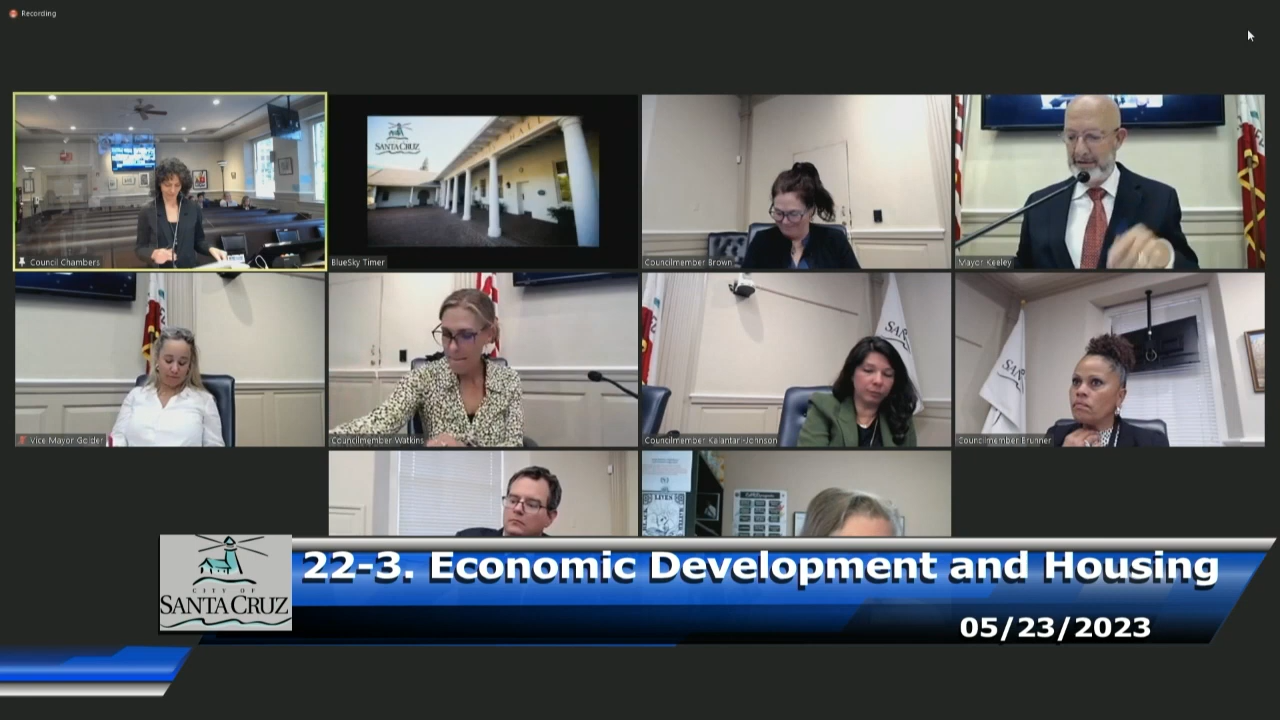 Recording
SANTA CRUZ
Council Chambers
BlueSky Timer
Councilmember Brown
Mayor Keeley
Vice Mayor Golder
Councilmember Watkins
Councilmember Kalantari-Johnson
Councilmember Brunner
CITY OF
SANTA CRUZ
22-3. Economic Development and Housing
05/23/2023